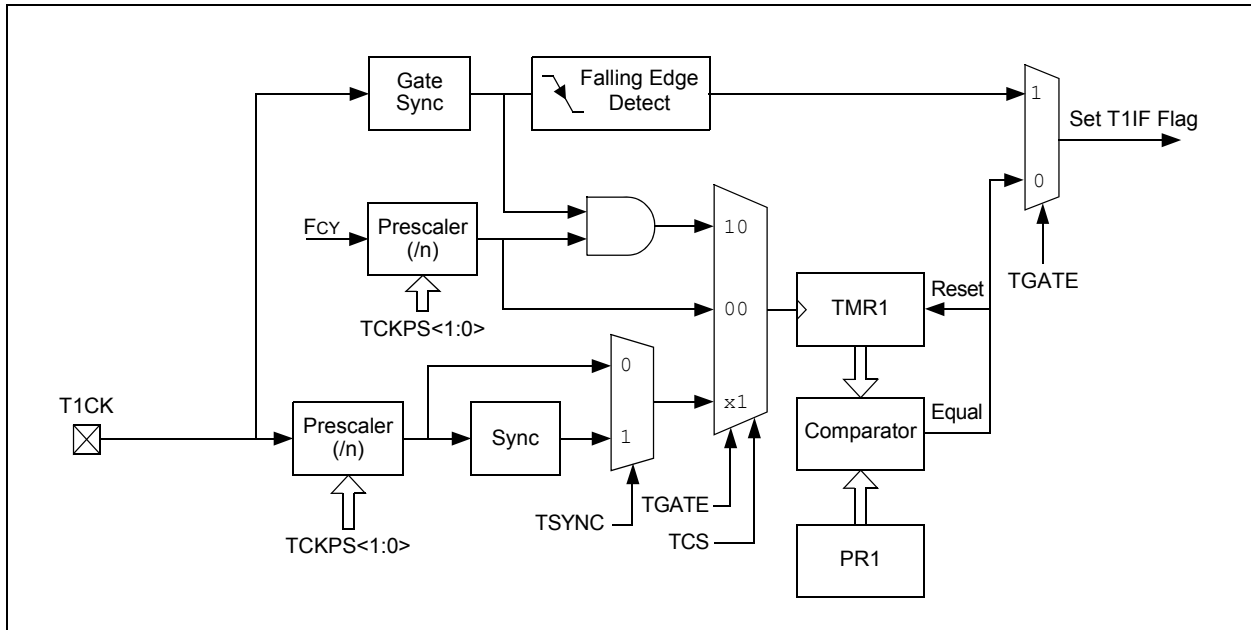 Gate
Sync
Falling Edge
Detect
1
Set T1IF Flag
0
TGATE
FCY
Prescaler
(/n)
TCKPS<1:0>
10
00
x1
TMR1
Reset
T1CK
Prescaler
(/n)
TCKPS<1:0>
Sync
0
1
TSYNC
TGATE
TCS
Comparator
Equal
PR1